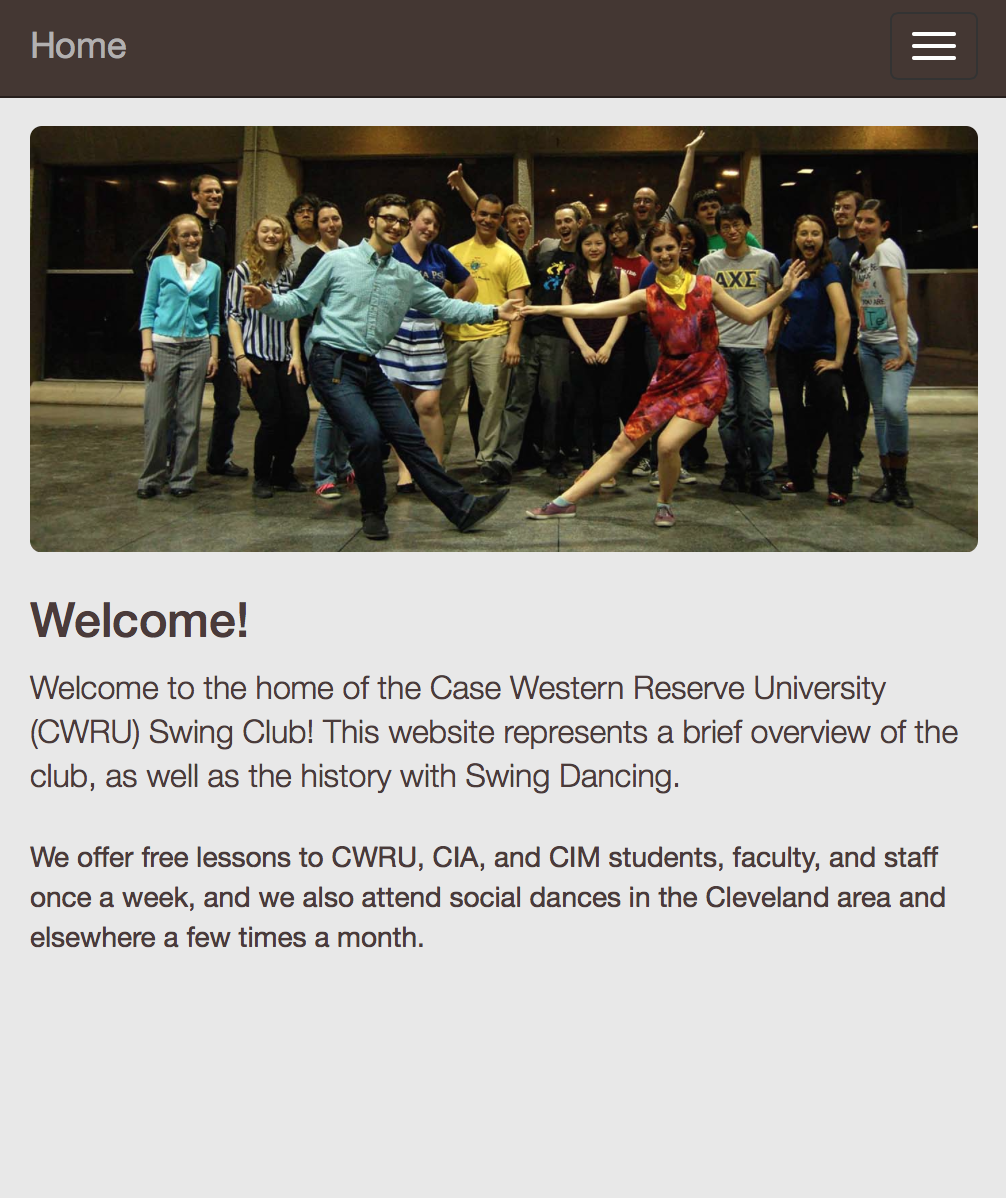 Home
ΑΧΣ
Te
Welcome!
Welcome to the home of the Case Western Reserve University
(CWRU) Swing Club! This website represents a brief overview of the
club, as well as the history with Swing Dancing.
We offer free lessons to CWRU, CIA, and CIM students, faculty, and staff
once a week, and we also attend social dances in the Cleveland area and
elsewhere a few times a month.